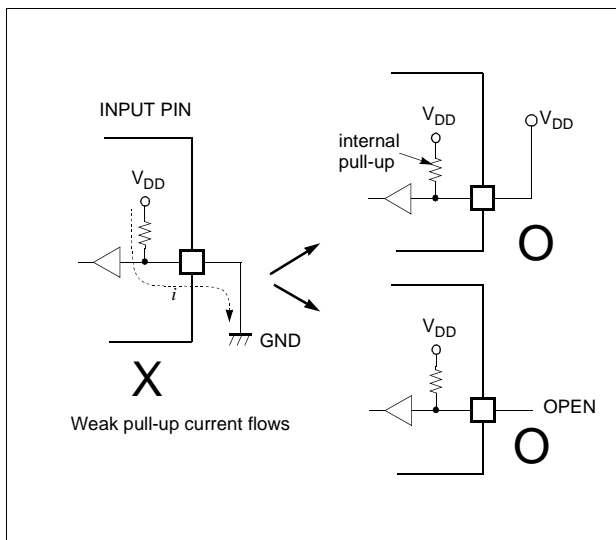 INPUT PIN
VDD
i
GND
X
Weak pull-up current flows
VDD
internal
pull-up
VDD
O
VDD
OPEN
O